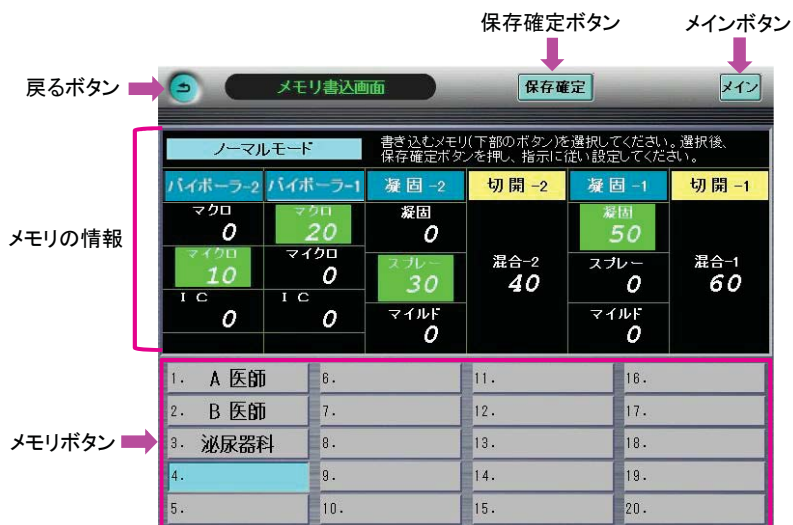 保存確定ボタン
メインボタン
戻るボタン
メモリ書込画面
保存確定
メイン
メモリの情報
ノーマルモード
書き込むメモリ(下部のボタン)を選択してください。選択後、
保存確定ボタンを押し、指示に従い設定してください。
バイポーラ-2 バイポーラ-1 凝固-2 切開-2 凝固-1 切開-1
マクロ マクロ 凝固 凝固
0 20 0 50
マイクロ マイクロ スプレー 混合-2 スプレー 混合-1
10 0 30 40 0 60
IC IC マイルド マイルド
0 0 0 0
メモリボタン
1. A 医師 6. 11. 16.
2. B 医師 7. 12. 17.
3. 泌尿器科 8. 13. 18.
4. 9. 14. 19.
5. 10. 15. 20.